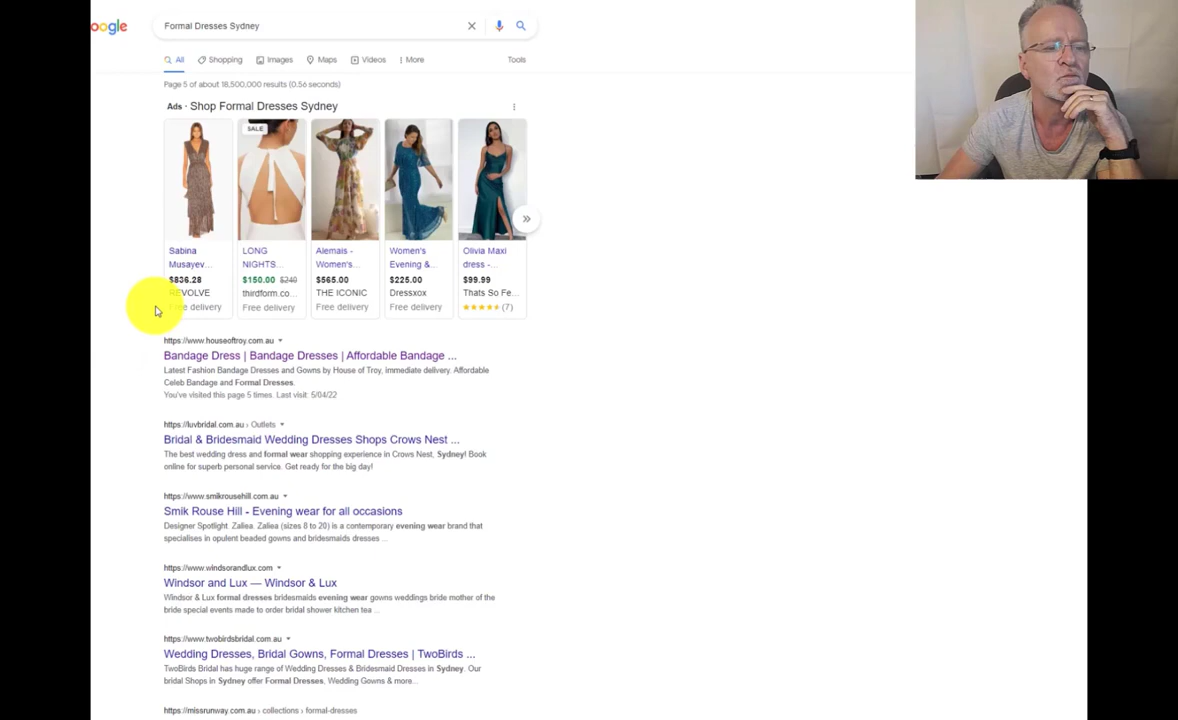 oogle
Formal Dresses Sydney
All
Shopping
Images
Maps
Videos
More
Tools
Page 5 of about 18,500,000 results (0.56 seconds)
Ads · Shop Formal Dresses Sydney
SALE
Sabina
Musayev...
$836.28
REVOLVE
Free delivery
LONG
NIGHTS...
$150.00 $240
thirdform.co...
Free delivery
Alemais -
Women's...
$565.00
THE ICONIC
Free delivery
Women's
Evening &...
$225.00
Dressxox
Free delivery
Olivia Maxi
dress -...
$99.99
Thats So Fe...
(7)
https://www.houseoftroy.com.au
Bandage Dress | Bandage Dresses | Affordable Bandage ...
Latest Fashion Bandage Dresses and Gowns by House of Troy, immediate delivery. Affordable
Celeb Bandage and Formal Dresses.
You've visited this page 5 times. Last visit: 5/04/22
https://luvbridal.com.au › Outlets
Bridal & Bridesmaid Wedding Dresses Shops Crows Nest ...
The best wedding dress and formal wear shopping experience in Crows Nest, Sydney! Book
online for superb personal service. Get ready for the big day!
https://www.smikrousehill.com.au
Smik Rouse Hill - Evening wear for all occasions
Designer Spotlight. Zaliea. Zaliea (sizes 8 to 20) is a contemporary evening wear brand that
specialises in opulent beaded gowns and bridesmaids dresses ...
https://www.windsorandlux.com
Windsor and Lux — Windsor & Lux
Windsor & Lux formal dresses bridesmaids evening wear gowns weddings bride mother of the
bride special events made to order bridal shower kitchen tea ...
https://www.twobirdsbridal.com.au
Wedding Dresses, Bridal Gowns, Formal Dresses | TwoBirds ...
TwoBirds Bridal has huge range of Wedding Dresses & Bridesmaid Dresses in Sydney. Our
bridal Shops in Sydney offer Formal Dresses, Wedding Gowns & more...
https://missrunway.com.au › collections › formal-dresses